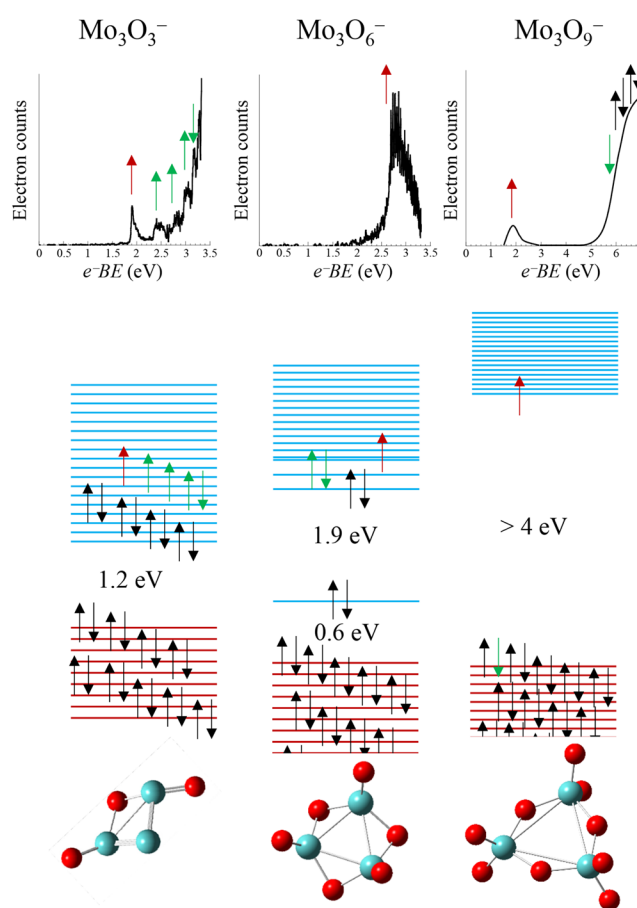 Mo₃O₃⁻ Mo₃O₆⁻ Mo₃O₉⁻
Electron counts Electron counts Electron counts
0 0.5 1 1.5 2 2.5 3 3.5 0 0.5 1 1.5 2 2.5 3 3.5 0 1 2 3 4 5 6
e⁻BE (eV) e⁻BE (eV) e⁻BE (eV)
1.2 eV 1.9 eV > 4 eV
0.6 eV